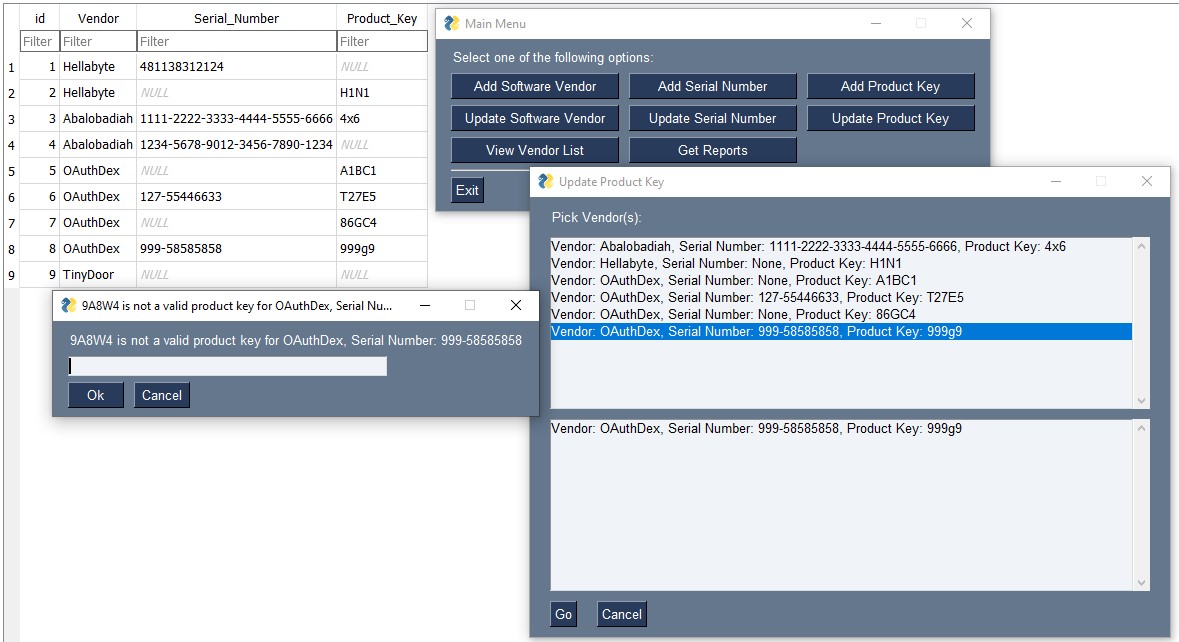 id Vendor Serial_Number Product_Key
Filter Filter Filter Filter
1 1 Hellabyte 481138312124 NULL
2 2 Hellabyte NULL H1N1
3 3 Abalobadiah 1111-2222-3333-4444-5555-6666 4x6
4 4 Abalobadiah 1234-5678-9012-3456-7890-1234 NULL
5 5 OAuthDex NULL A1BC1
6 6 OAuthDex 127-55446633 T27E5
7 7 OAuthDex NULL 86GC4
8 8 OAuthDex 999-58585858 999g9
9 9 TinyDoor NULL NULL
Main Menu
Select one of the following options:
Add Software Vendor Add Serial Number Add Product Key
Update Software Vendor Update Serial Number Update Product Key
View Vendor List Get Reports
Exit
Update Product Key
Pick Vendor(s):
Vendor: Abalobadiah, Serial Number: 1111-2222-3333-4444-5555-6666, Product Key: 4x6
Vendor: Hellabyte, Serial Number: None, Product Key: H1N1
Vendor: OAuthDex, Serial Number: None, Product Key: A1BC1
Vendor: OAuthDex, Serial Number: 127-55446633, Product Key: T27E5
Vendor: OAuthDex, Serial Number: None, Product Key: 86GC4
Vendor: OAuthDex, Serial Number: 999-58585858, Product Key: 999g9
Vendor: OAuthDex, Serial Number: 999-58585858, Product Key: 999g9
Go Cancel
9A8W4 is not a valid product key for OAuthDex, Serial Nu...
9A8W4 is not a valid product key for OAuthDex, Serial Number: 999-58585858
Ok Cancel